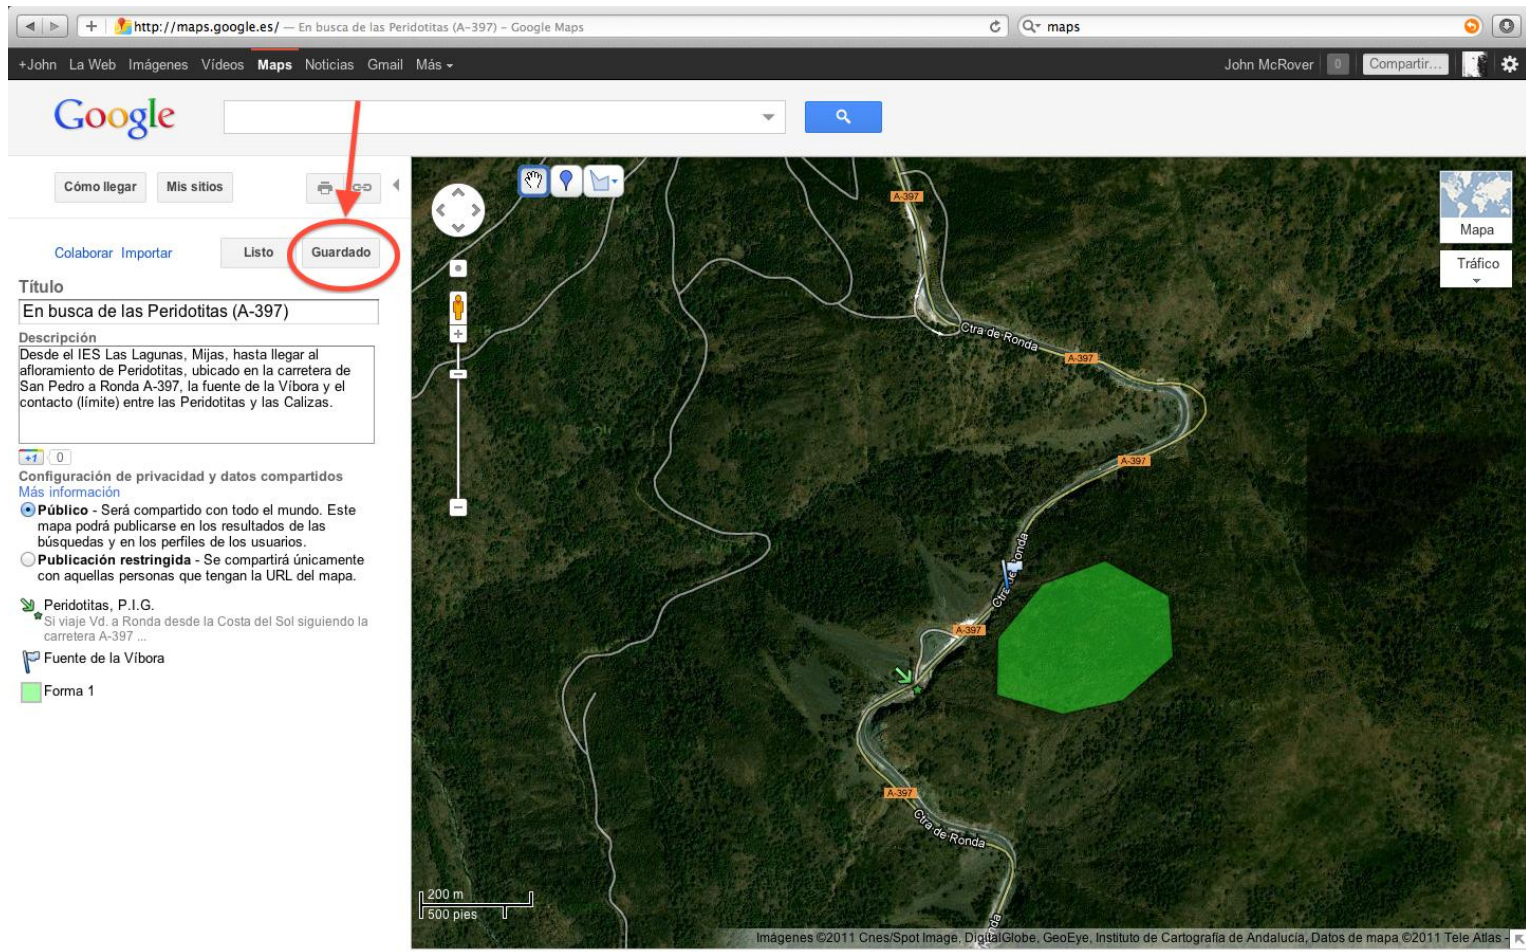 http://maps.google.es/ — En busca de las Peridotitas (A-397) – Google Maps
maps
+John La Web Imágenes Vídeos Maps Noticias Gmail Más
John McRover 0 Compartir...
Google
Cómo llegar Mis sitios
Colaborar Importar Listo Guardado
Título
En busca de las Peridotitas (A-397)
Descripción
Desde el IES Las Lagunas, Mijas, hasta llegar al
afloramiento de Peridotitas, ubicado en la carretera de
San Pedro a Ronda A-397, la fuente de la Víbora y el
contacto (límite) entre las Peridotitas y las Calizas.
+1 0
Configuración de privacidad y datos compartidos
Más información
Público - Será compartido con todo el mundo. Este
mapa podrá publicarse en los resultados de las
búsquedas y en los perfiles de los usuarios.
Publicación restringida - Se compartirá únicamente
con aquellas personas que tengan la URL del mapa.
Peridotitas, P.I.G.
Si viaje Vd. a Ronda desde la Costa del Sol siguiendo la
carretera A-397 ...
Fuente de la Víbora
Forma 1
A-397
Mapa
Tráfico
Ctra de Ronda
A-397
A-397
Ctra de Ronda
A-397
A-397
Ctra de Ronda
Ronda
200 m
500 pies
Imágenes ©2011 Cnes/Spot Image, DigitalGlobe, GeoEye, Instituto de Cartografía de Andalucía, Datos de mapa ©2011 Tele Atlas -